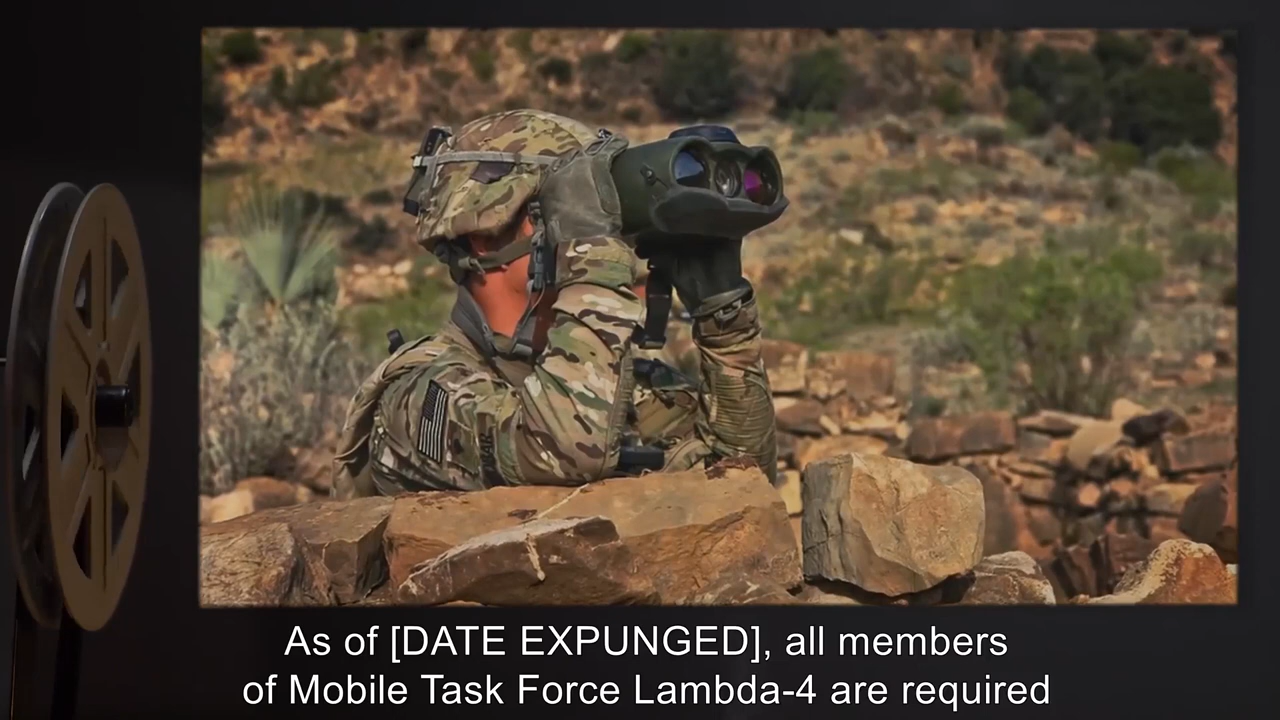 As of [DATE EXPUNGED], all members
of Mobile Task Force Lambda-4 are required